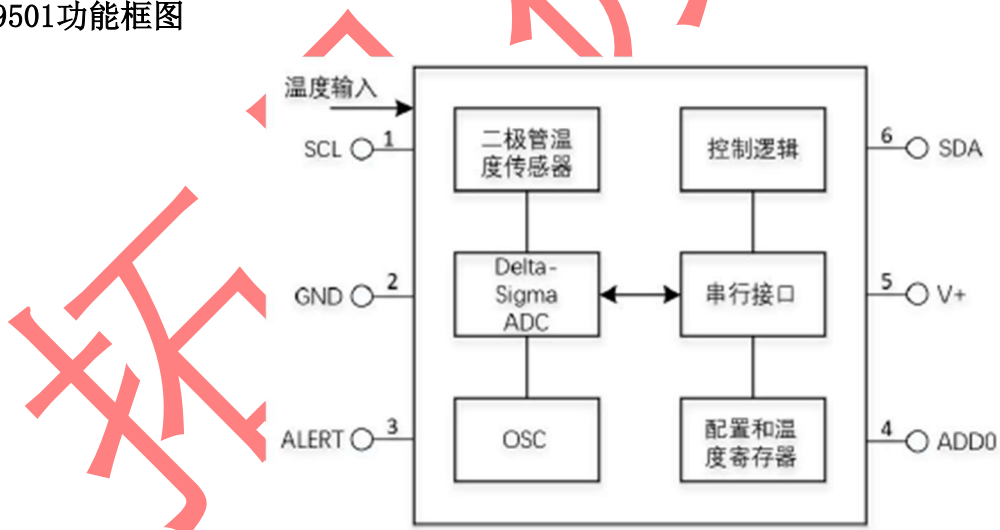 9501功能框图
温度输入
SCL 1
二极管温
度传感器
控制逻辑
6 SDA
GND 2
Delta-
Sigma
ADC
串行接口
5 V+
ALERT 3
OSC
配置和温
度寄存器
4 ADD0